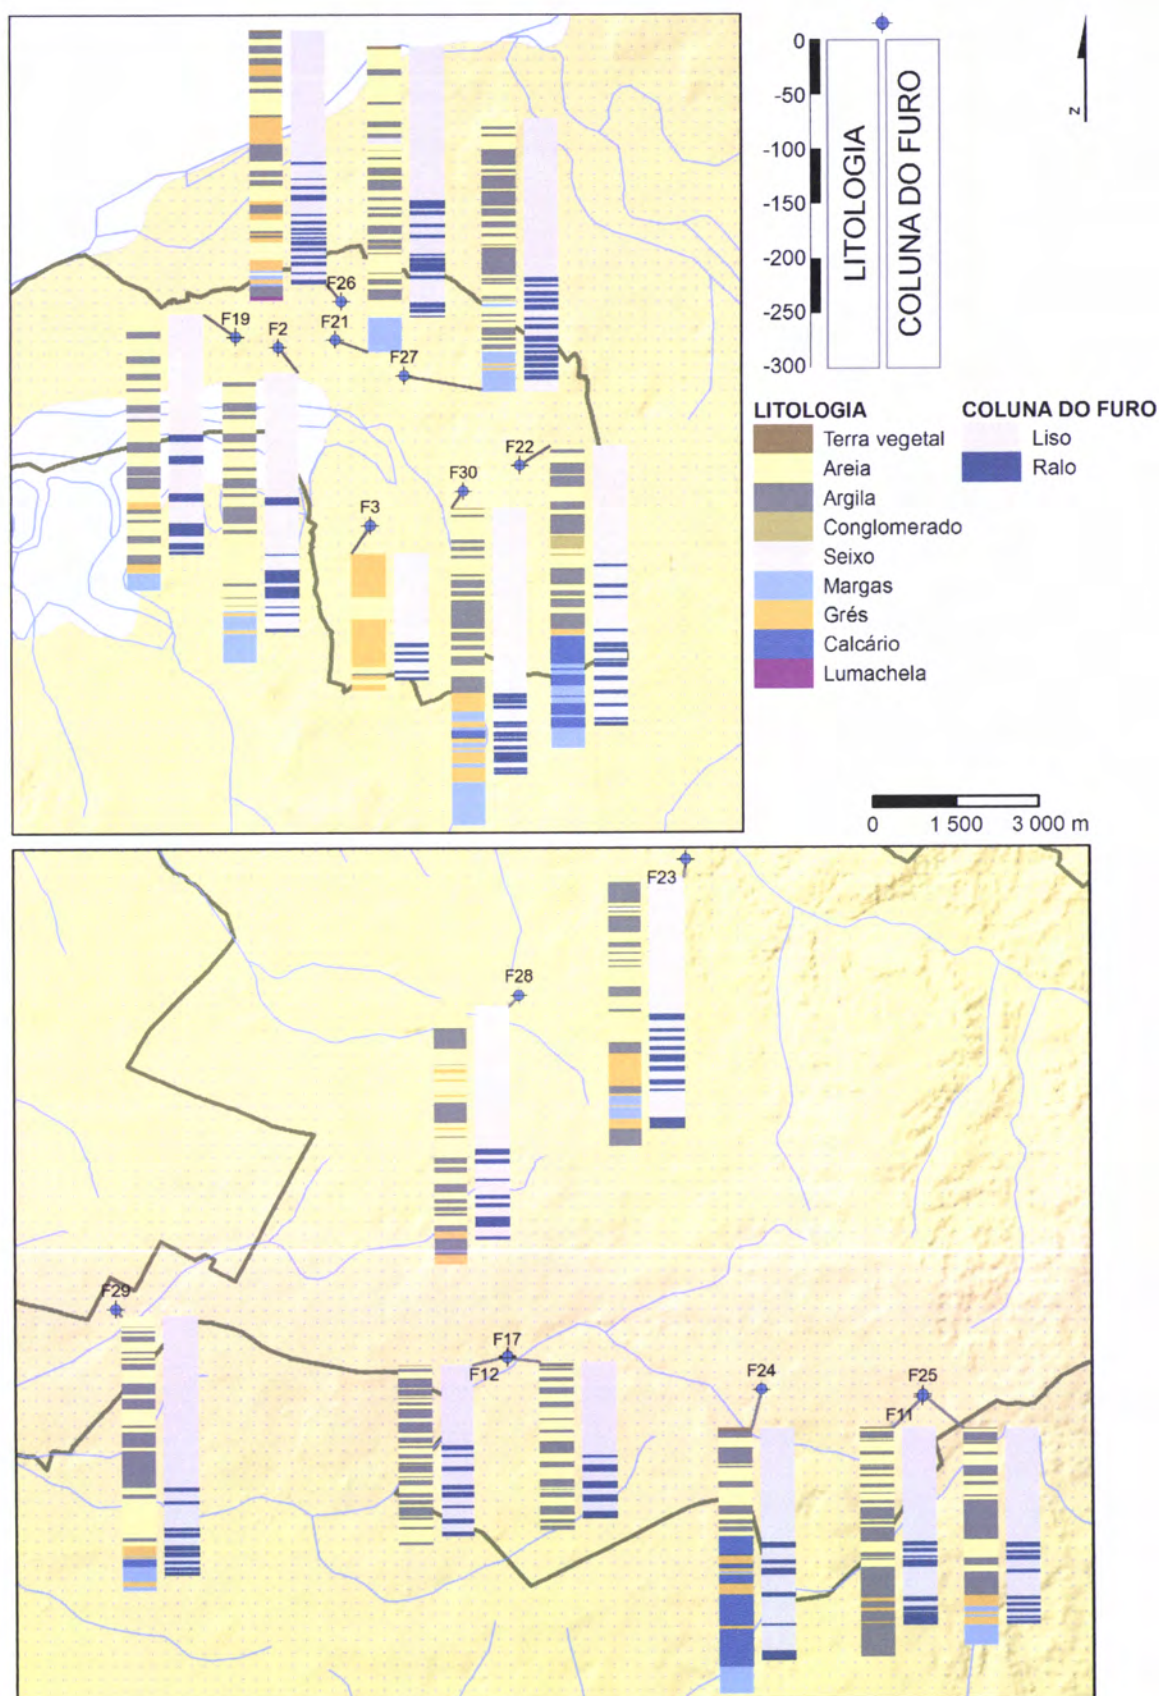 0
-50
-100
-150
-200
-250
-300
LITOLOGIA
COLUNA DO FURO
z
F26
F19
F2
F21
F27
F22
F30
F3
LITOLOGIA
Terra vegetal
Areia
Argila
Conglomerado
Seixo
Margas
Grés
Calcário
Lumachela
COLUNA DO FURO
Liso
Ralo
0 1 500 3 000 m
F23
F28
F29
F17
F12
F24
F25
F11